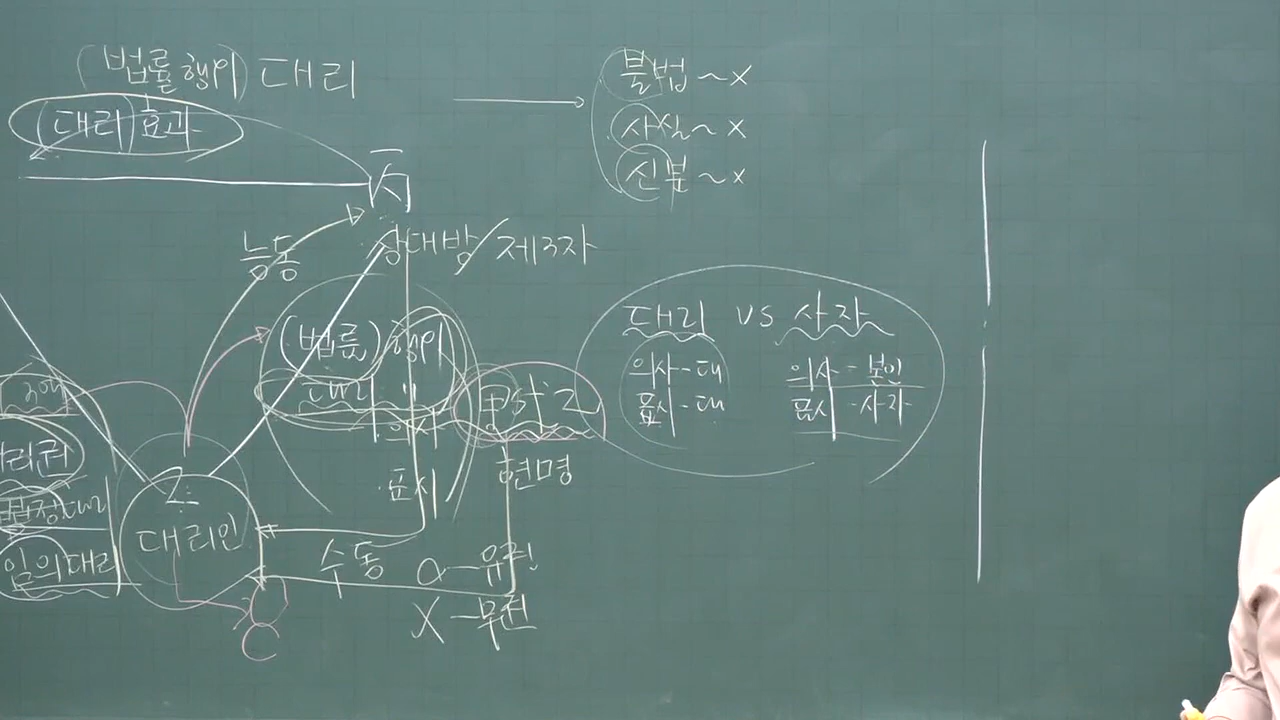 (법률행위) 대리
(대리)효과
丙
상대방/제3자
능동
(법률)행위
대리
의사
표시
현명
리권
법정대리
임의대리
乙
대리인
수동
O-유권
X-무권
불법~X
사실~X
신분~X
대리 vs 사자
의사-대 의사-본인
표시-대 표시-사자